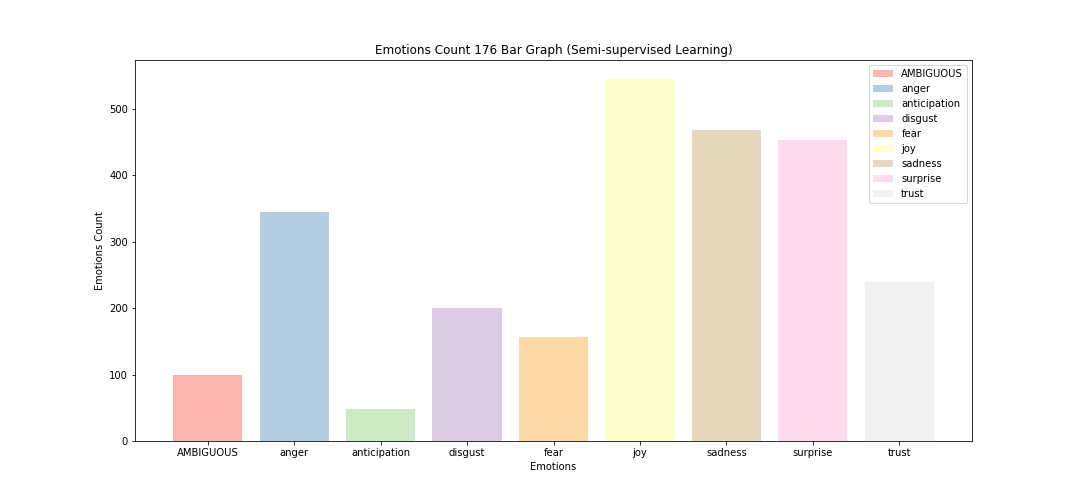 Emotions Count 176 Bar Graph (Semi-supervised Learning)
AMBIGUOUS
anger
anticipation
disgust
fear
joy
sadness
surprise
trust
500
400
300
200
100
0
Emotions Count
AMBIGUOUS anger anticipation disgust fear joy sadness surprise trust
Emotions